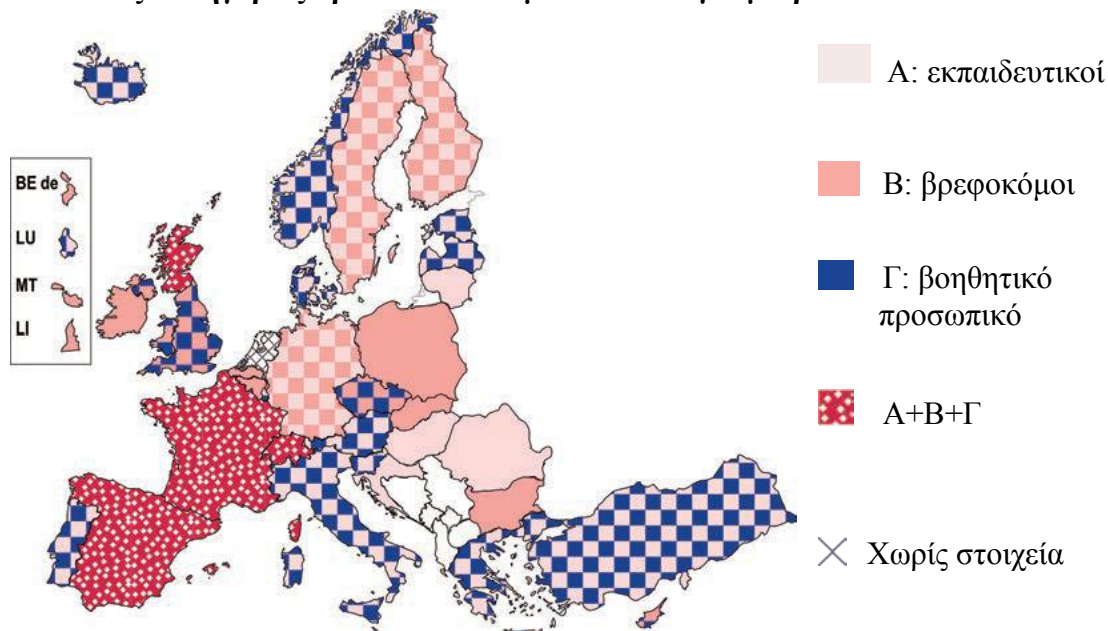 BE de
LU
MT
LI
Α: εκπαιδευτικοί
Β: βρεφοκόμοι
Γ: βοηθητικό
προσωπικό
Α+Β+Γ
Χωρίς στοιχεία